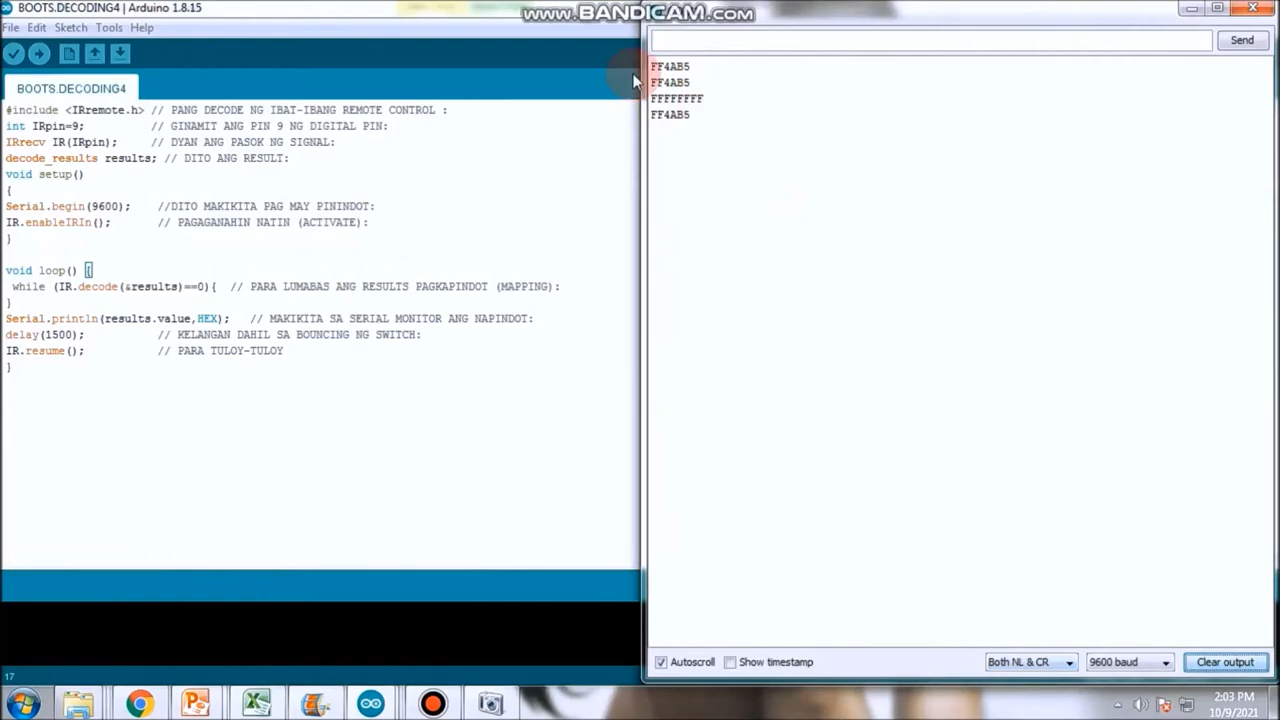 BOOTS.DECODING4 | Arduino 1.8.15
www.BANDICAM.com
File Edit Sketch Tools Help
Send
BOOTS.DECODING4
#include <IRremote.h> // PANG DECODE NG IBAT-IBANG REMOTE CONTROL :
int IRpin=9; // GINAMIT ANG PIN 9 NG DIGITAL PIN:
IRrecv IR(IRpin); // DYAN ANG PASOK NG SIGNAL:
decode_results results; // DITO ANG RESULT:
void setup()
{
Serial.begin(9600); //DITO MAKIKITA PAG MAY PININDOT:
IR.enableIRIn(); // PAGAGANAHIN NATIN (ACTIVATE):
}
void loop() {
while (IR.decode(&results)==0){ // PARA LUMABAS ANG RESULTS PAGKAPINDOT (MAPPING):
}
Serial.println(results.value,HEX); // MAKIKITA SA SERIAL MONITOR ANG NAPINDOT:
delay(1500); // KELANGAN DAHIL SA BOUNCING NG SWITCH:
IR.resume(); // PARA TULOY-TULOY
}
FF4AB5
FF4AB5
FFFFFFFF
FF4AB5
Autoscroll Show timestamp Both NL & CR 9600 baud Clear output
17
2:03 PM
10/9/2021